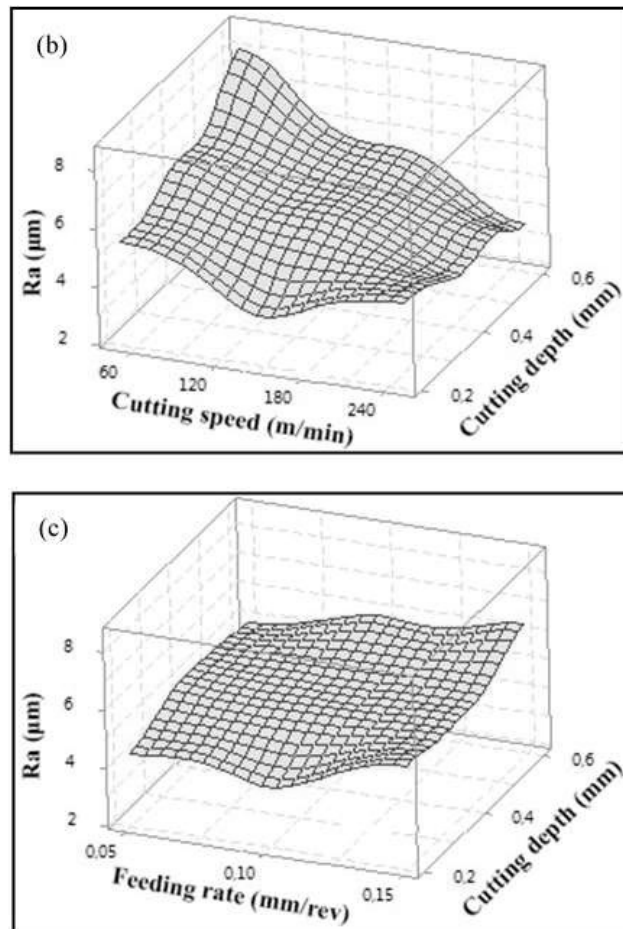 (b)
8
6
4
2
Ra (µm)
60
120
180
240
Cutting speed (m/min)
0,2
0,4
0,6
Cutting depth (mm)
(c)
8
6
4
2
Ra (µm)
0,05
0,10
0,15
Feeding rate (mm/rev)
0,2
0,4
0,6
Cutting depth (mm)